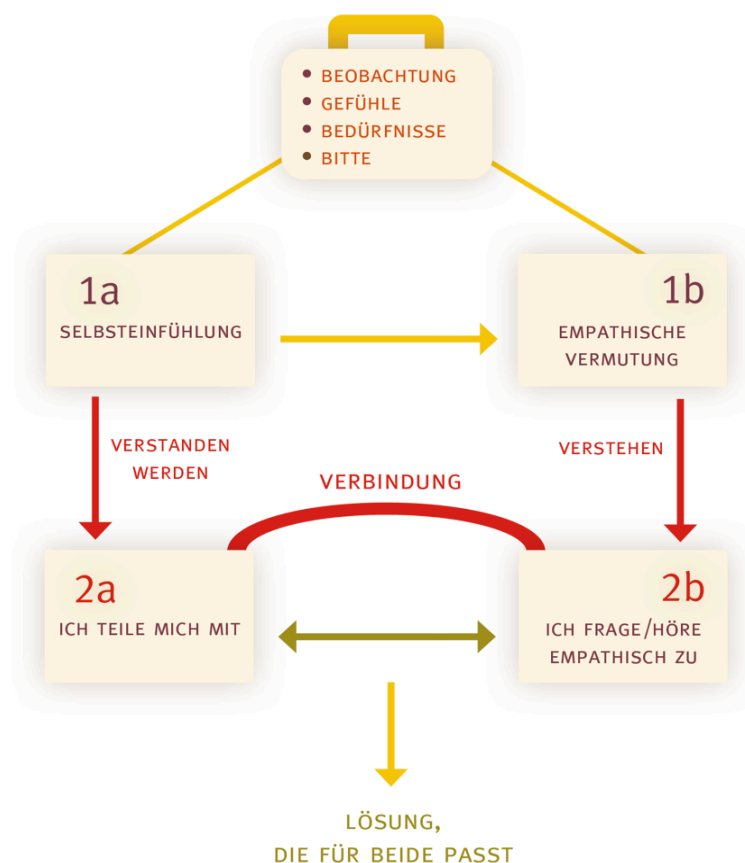 • BEOBACHTUNG
• GEFÜHLE
• BEDÜRFNISSE
• BITTE
1a
SELBSTEINFÜHLUNG
1b
EMPATHISCHE
VERMUTUNG
VERSTANDEN
WERDEN
VERSTEHEN
VERBINDUNG
2a
ICH TEILE MICH MIT
2b
ICH FRAGE/HÖRE
EMPATHISCH ZU
LÖSUNG,
DIE FÜR BEIDE PASST